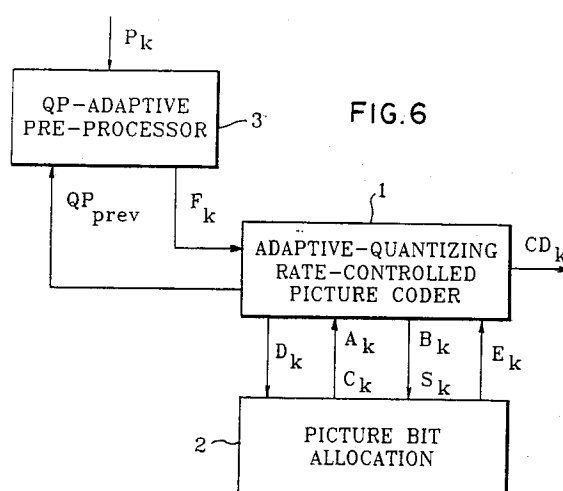 P_k
QP-ADAPTIVE
PRE-PROCESSOR
3
FIG.6
QP_prev
F_k
1
ADAPTIVE-QUANTIZING
RATE-CONTROLLED
PICTURE CODER
CD_k
D_k
A_k
B_k
E_k
C_k
S_k
2
PICTURE BIT
ALLOCATION